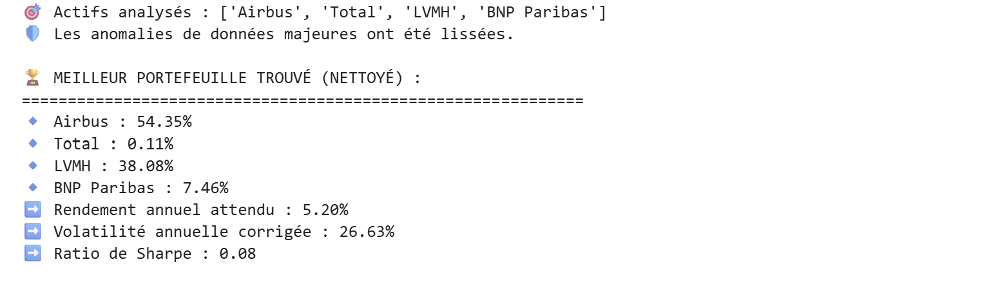 🎯 Actifs analysés : ['Airbus', 'Total', 'LVMH', 'BNP Paribas']
🛡️ Les anomalies de données majeures ont été lissées.
🏆 MEILLEUR PORTEFEUILLE TROUVÉ (NETTOYÉ) :
=============================================================
🔹 Airbus : 54.35%
🔹 Total : 0.11%
🔹 LVMH : 38.08%
🔹 BNP Paribas : 7.46%
➡️ Rendement annuel attendu : 5.20%
➡️ Volatilité annuelle corrigée : 26.63%
➡️ Ratio de Sharpe : 0.08